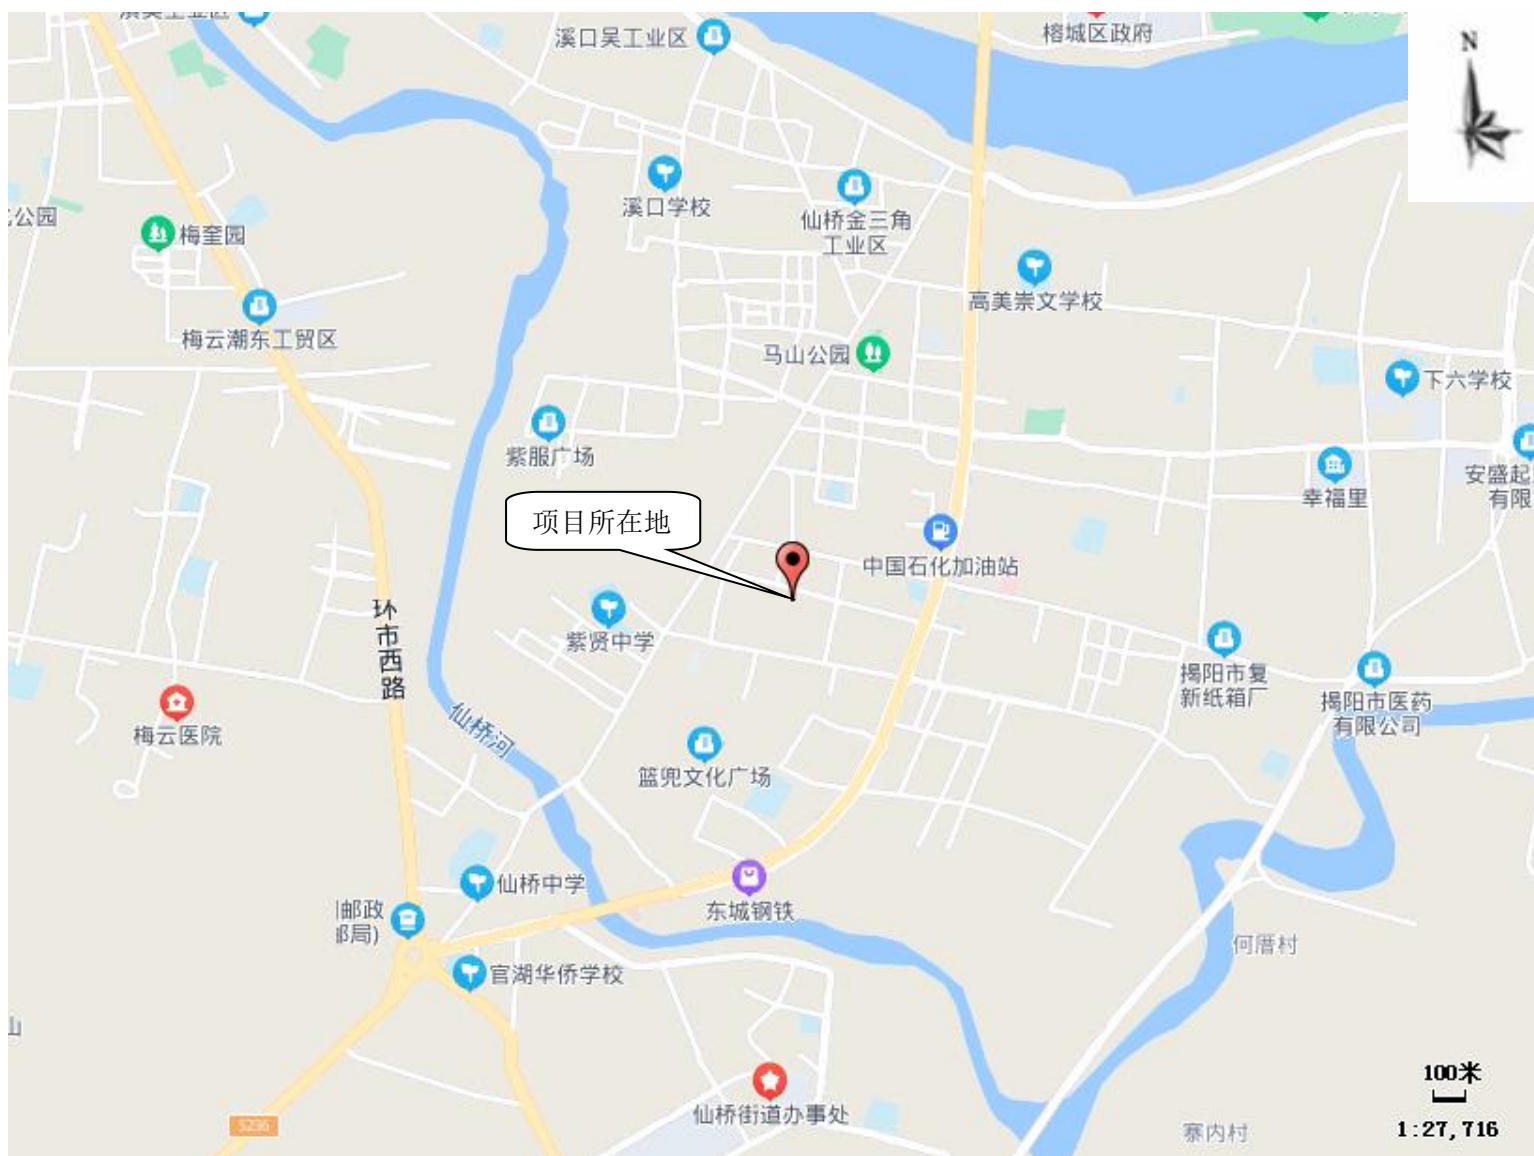 溪口吴工业区
榕城区政府
N
溪口学校
仙桥金三角
工业区
公园
梅奎园
高美崇文学校
梅云潮东工贸区
马山公园
下六学校
紫服广场
幸福里
安盛起
有限
项目所在地
中国石化加油站
环市西路
紫贤中学
揭阳市复
新纸箱厂
揭阳市医药
有限公司
梅云医院
仙桥河
篮兜文化广场
仙桥中学
东城钢铁
邮政
邮局)
何厝村
官湖华侨学校
山
100米
仙桥街道办事处
S236
寨内村
1:27,716